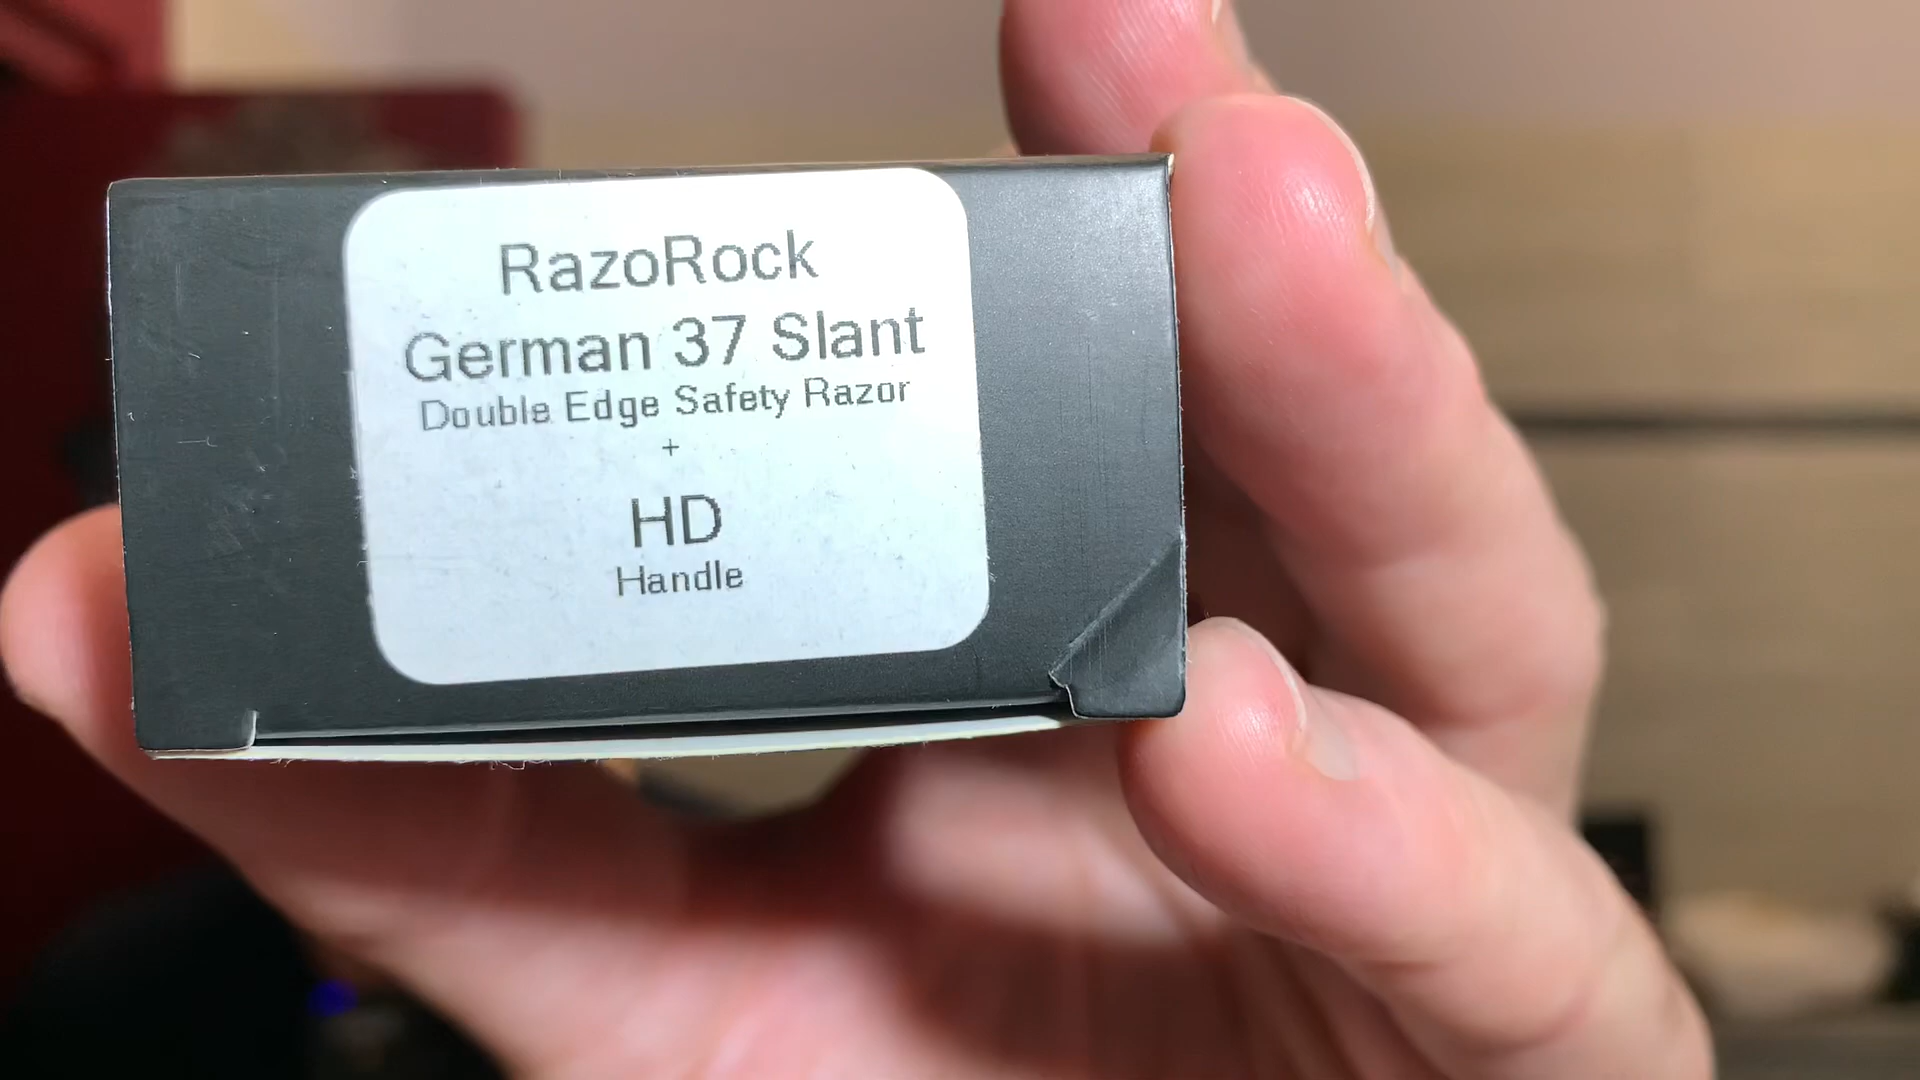 RazoRock
German 37 Slant
Double Edge Safety Razor
+
HD
Handle